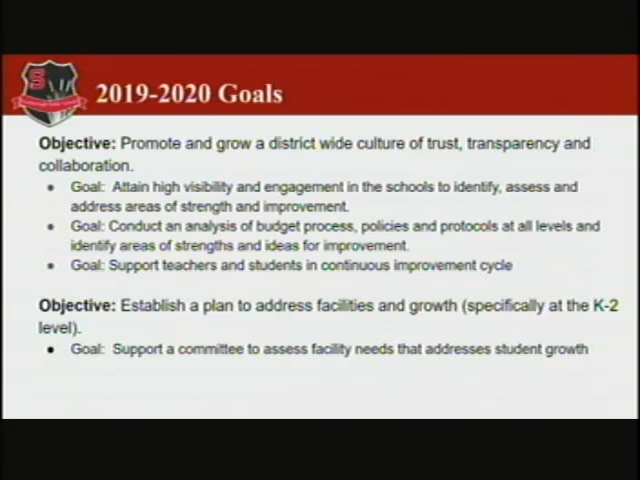 S
2019-2020 Goals
Objective: Promote and grow a district wide culture of trust, transparency and
collaboration.
• Goal: Attain high visibility and engagement in the schools to identify, assess and
address areas of strength and improvement.
• Goal: Conduct an analysis of budget process, policies and protocols at all levels and
identify areas of strengths and ideas for improvement.
• Goal: Support teachers and students in continuous improvement cycle
Objective: Establish a plan to address facilities and growth (specifically at the K-2
level).
• Goal: Support a committee to assess facility needs that addresses student growth